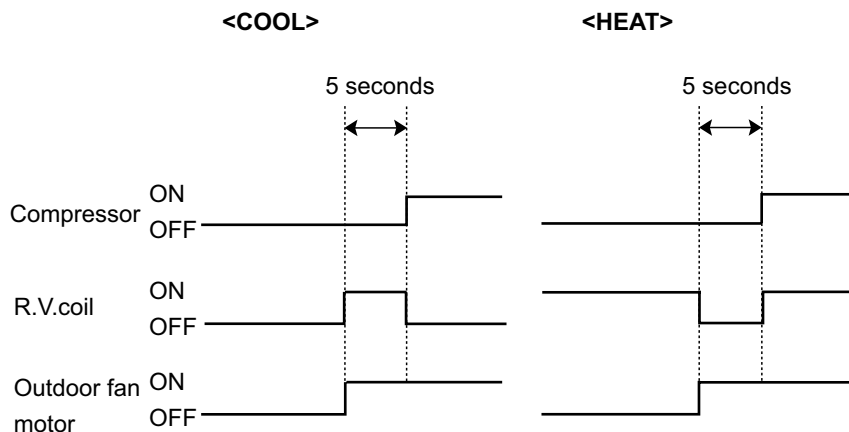 <COOL>
<HEAT>
5 seconds
5 seconds
Compressor
ON
OFF
R.V.coil
ON
OFF
Outdoor fan
motor
ON
OFF